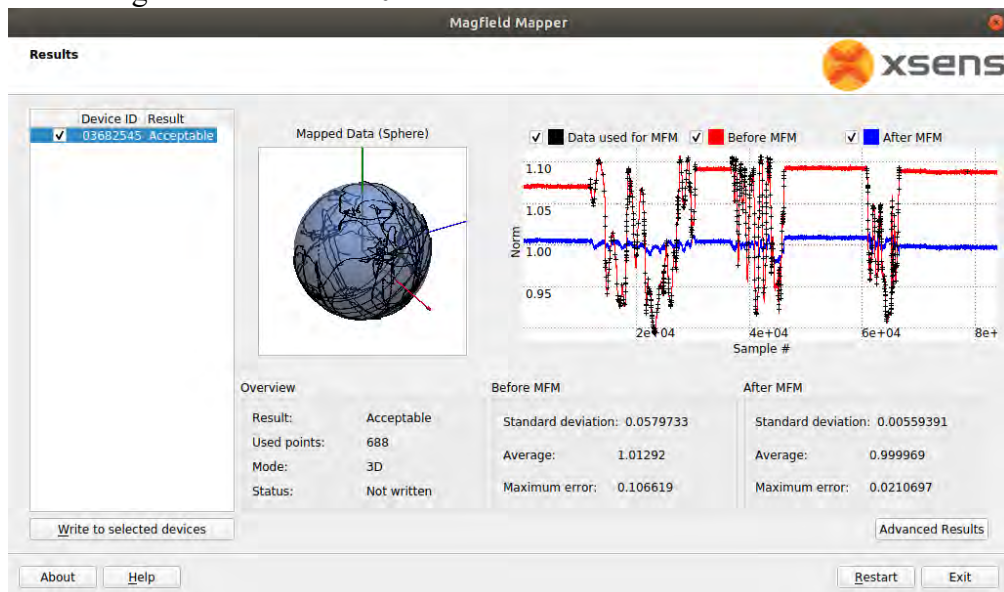 Magfield Mapper
Results
xsens
Device ID Result
03682545 Acceptable
Mapped Data (Sphere)
Data used for MFM Before MFM After MFM
1.10
1.05
1.00
0.95
Norm
2e+04 4e+04 6e+04 8e+
Sample #
Overview
Result: Acceptable
Used points: 688
Mode: 3D
Status: Not written
Before MFM
Standard deviation: 0.0579733
Average: 1.01292
Maximum error: 0.106619
After MFM
Standard deviation: 0.00559391
Average: 0.999969
Maximum error: 0.0210697
Write to selected devices
Advanced Results
About Help Restart Exit